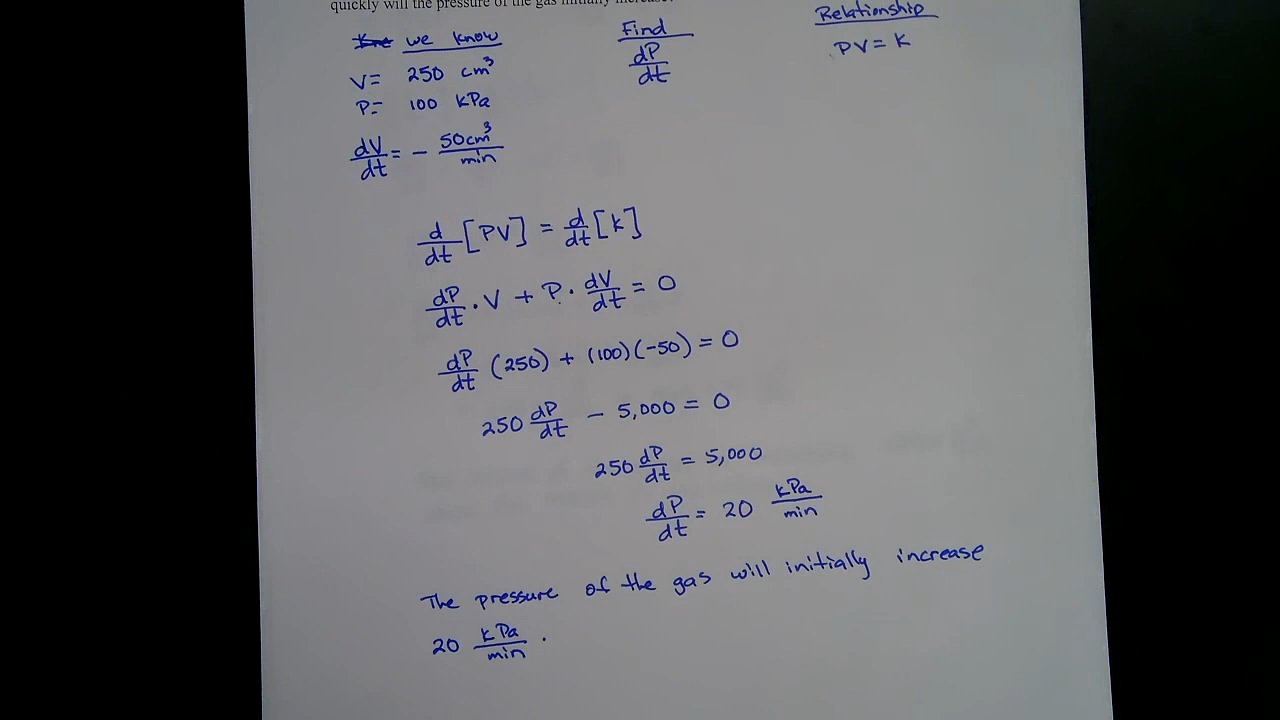 quickly will the pressure of the gas initially increase?
we know
Find
Relationship
V= 250 cm³
dP/dt
PV = K
P= 100 kPa
dV/dt = - 50cm³/min
d/dt [PV] = d/dt [K]
dP/dt · V + P · dV/dt = 0
dP/dt (250) + (100)(-50) = 0
250 dP/dt - 5,000 = 0
250 dP/dt = 5,000
dP/dt = 20 kPa/min
The pressure of the gas will initially increase
20 kPa/min .